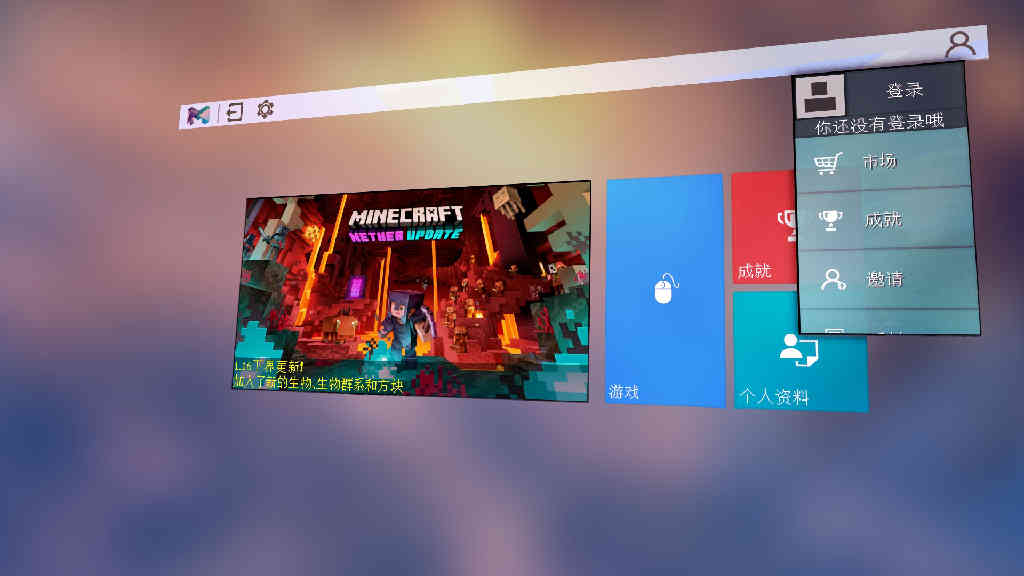 登录
你还没有登录哦
市场
成就
邀请
MINECRAFT
NETHER UPDATE
1.16下界更新!
加入了新的生物,生物群系和方块
游戏
成就
个人资料